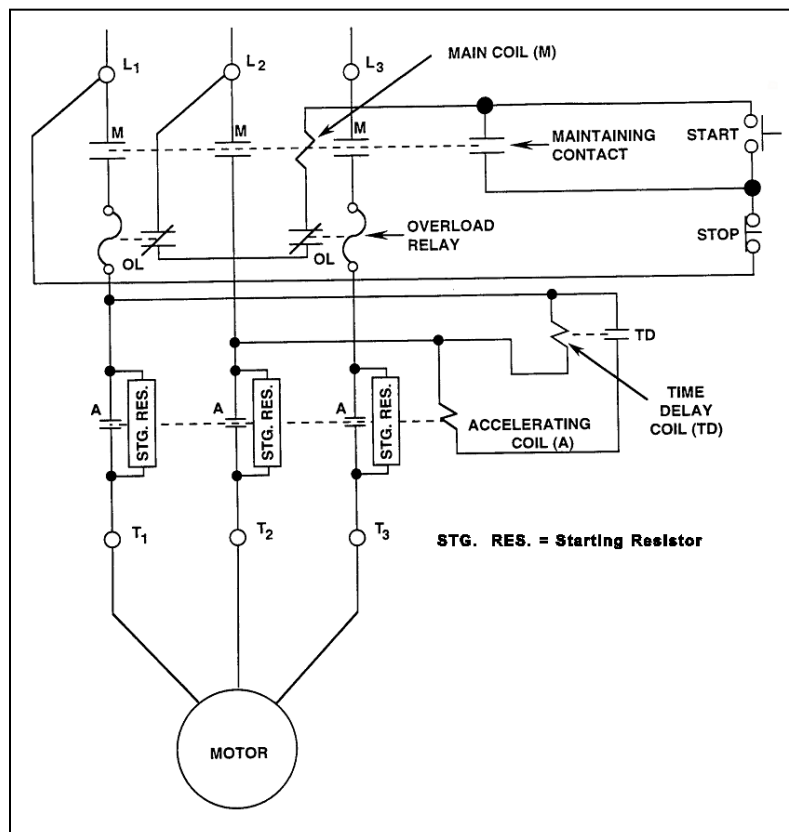 L1
L2
L3
MAIN COIL (M)
M
M
M
MAINTAINING
CONTACT
START
OVERLOAD
RELAY
OL
OL
STOP
TD
TIME
DELAY
COIL (TD)
A
A
A
STG. RES.
STG. RES.
STG. RES.
ACCELERATING
COIL (A)
T1
T2
T3
STG. RES. = Starting Resistor
MOTOR